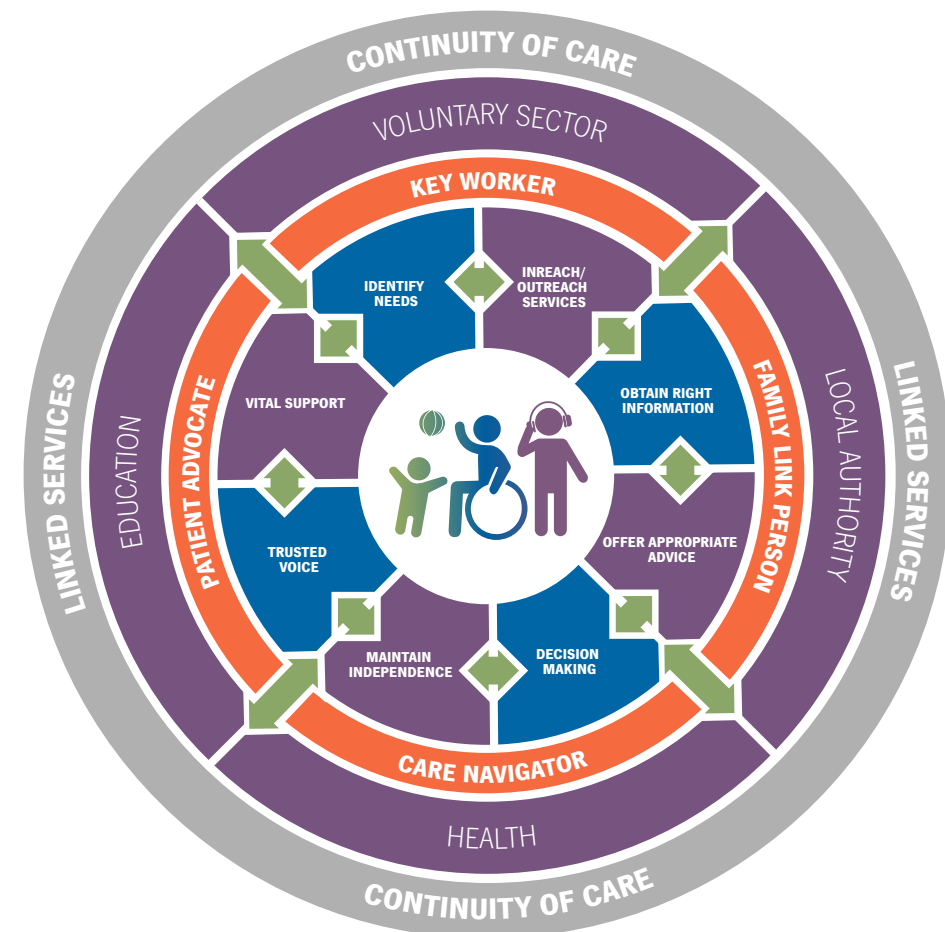 CONTINUITY OF CARE
VOLUNTARY SECTOR
KEY WORKER
IDENTIFY
NEEDS
INREACH/
OUTREACH
SERVICES
VITAL SUPPORT
OBTAIN RIGHT
INFORMATION
LINKED SERVICES
EDUCATION
PATIENT ADVOCATE
FAMILY LINK PERSON
LOCAL AUTHORITY
LINKED SERVICES
TRUSTED
VOICE
OFFER APPROPRIATE
ADVICE
MAINTAIN
INDEPENDENCE
DECISION
MAKING
CARE NAVIGATOR
HEALTH
CONTINUITY OF CARE